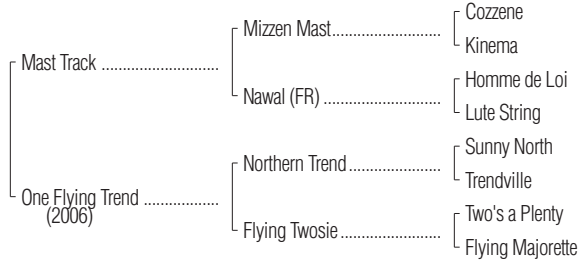 Cozzene
Mizzen Mast
Kinema
Mast Track
Homme de Loi
Nawal (FR)
Lute String
Sunny North
Northern Trend
Trendville
One Flying Trend
(2006)
Two's a Plenty
Flying Twosie
Flying Majorette